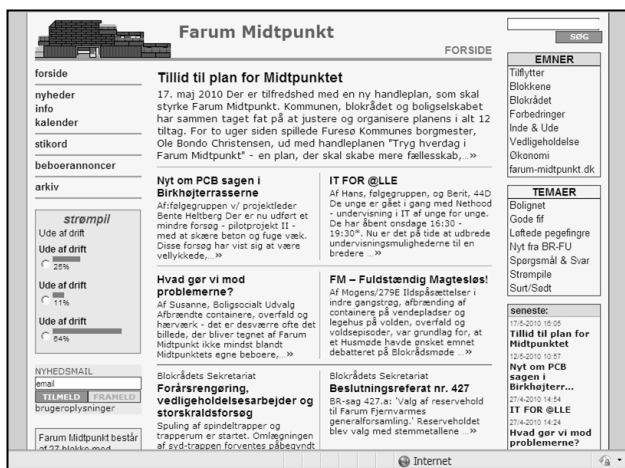 Farum Midtpunkt
FORSIDE
SØG
forside
nyheder
info
kalender
stikord
beboerannoncer
arkiv
strømpil
Ude af drift
25%
Ude af drift
11%
Ude af drift
64%
NYHEDSMAIL
email
TILMELD
FRAMELD
brugeroplysninger
Farum Midtpunkt består
af 27 blokke med
Tillid til plan for Midtpunktet
17. maj 2010 Der er tilfredshed med en ny handleplan, som skal
styrke Farum Midtpunkt. Kommunen, blokrådet og boligselskabet
har sammen taget fat på at justere og organisere planens i alt 12
tiltag. For to uger siden spillede Furesø Kommunes borgmester,
Ole Bondo Christensen, ud med handleplanen "Tryg hverdag i
Farum Midtpunkt" - en plan, der skal skabe mere fællesskab,...»
Nyt om PCB sagen i
Birkhøjterrasserne
Af:følgegruppen v/ projektleder
Bente Heltberg Der er nu udført et
mindre forsøg - pilotprojekt II -
med at skære beton og fuge væk.
Disse forsøg har vist sig at være
vellykkede,...»
IT FOR @LLE
Af Hans, følgegruppen, og Berit, 44D
De unge er gået i gang med Nethood
- undervisning i IT af unge for unge.
De har åbent onsdage 16:30 -
19:30*. Nu er det på tide at udbrede
undervisningsmulighederne til en
bredere ...»
Hvad gør vi mod
problemerne?
Af Susanne, Boligsocialt Udvalg
Afbrændte containere, overfald og
hærværk - det er desværre ofte det
billede, der bliver tegnet af Farum
Midtpunkt ikke mindst blandt
Midtpunktets egne beboere,...»
FM – Fuldstændig Magtesløs!
Af Mogens/279E Ildspåsættelser i
indre gangstrøg, afbrænding af
containere på vendepladser og
legehus på volden, overfald og
voldsepisoder, var grundlag for, at
et Husmøde havde ønsket emnet
debatteret på Blokrådsmøde ...»
Blokrådets Sekretariat
Forårsrengøring,
vedligeholdelsesarbejder og
storskraldsforsøg
Spuling af spindeltrapper og
trapperum er startet. Omlægningen
af syd-trappen forventes påbegyndt
Blokrådets Sekretariat
Beslutningsreferat nr. 427
BR-sag 427.a: 'Valg af reservehold
til Farum Fjernvarmes
generalforsamling.' Reserveholdet
blev valg med stemmetallene ...»
EMNER
Tilflytter
Blokkene
Blokrådet
Forbedringer
Inde & Ude
Vedligeholdelse
Økonomi
farum-midtpunkt.dk
TEMAER
Bolignet
Gode fif
Løftede pegefingre
Nyt fra BR-FU
Spørgsmål & Svar
Strømpile
Surt/Sødt
seneste:
17/5-2010 16:05
Tillid til plan for
Midtpunktet
12/5-2010 10:57
Nyt om PCB
sagen i
Birkhøjterr...
27/4-2010 14:54
IT FOR @LLE
27/4-2010 14:24
Hvad gør vi mod
problemerne?
Internet